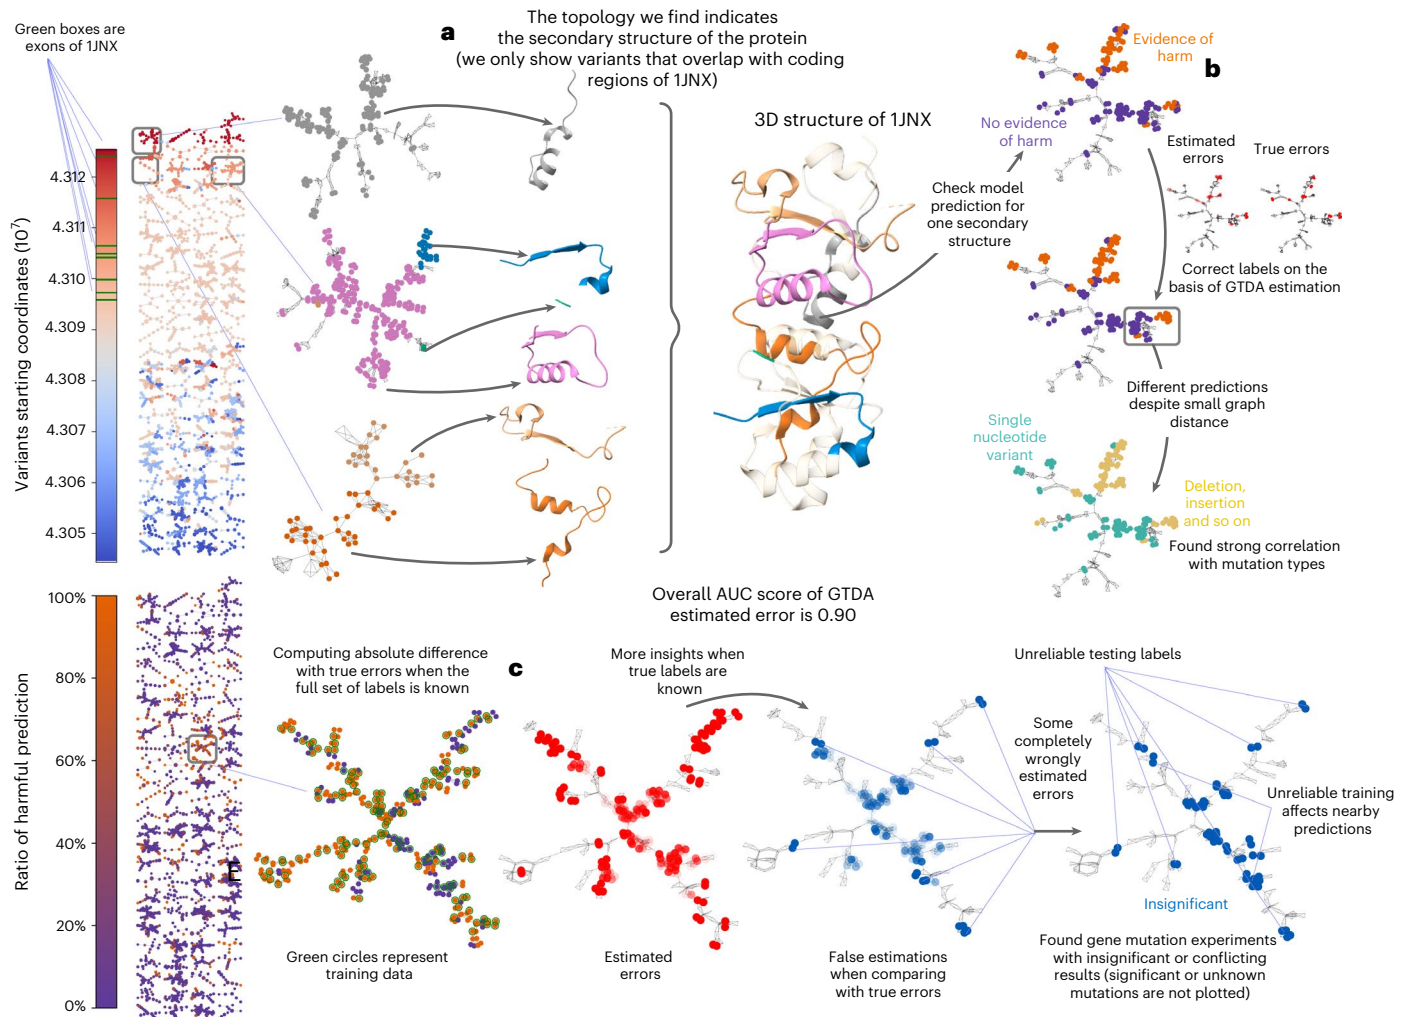 Green boxes are
exons of 1JNX
a
The topology we find indicates
the secondary structure of the protein
(we only show variants that overlap with coding
regions of 1JNX)
Variants starting coordinates (10⁷)
4.312
4.311
4.310
4.309
4.308
4.307
4.306
4.305
3D structure of 1JNX
Check model
prediction for
one secondary
structure
b
Evidence of
harm
No evidence
of harm
Estimated
errors
True errors
Correct labels on the
basis of GTDA estimation
Different predictions
despite small graph
distance
Single
nucleotide
variant
Deletion,
insertion
and so on
Found strong correlation
with mutation types
Overall AUC score of GTDA
estimated error is 0.90
Ratio of harmful prediction
100%
80%
60%
40%
20%
0%
Computing absolute difference
with true errors when the
full set of labels is known
c
More insights when
true labels are
known
Unreliable testing labels
Some
completely
wrongly
estimated
errors
Unreliable training
affects nearby
predictions
Insignificant
Green circles represent
training data
Estimated
errors
False estimations
when comparing
with true errors
Found gene mutation experiments
with insignificant or conflicting
results (significant or unknown
mutations are not plotted)